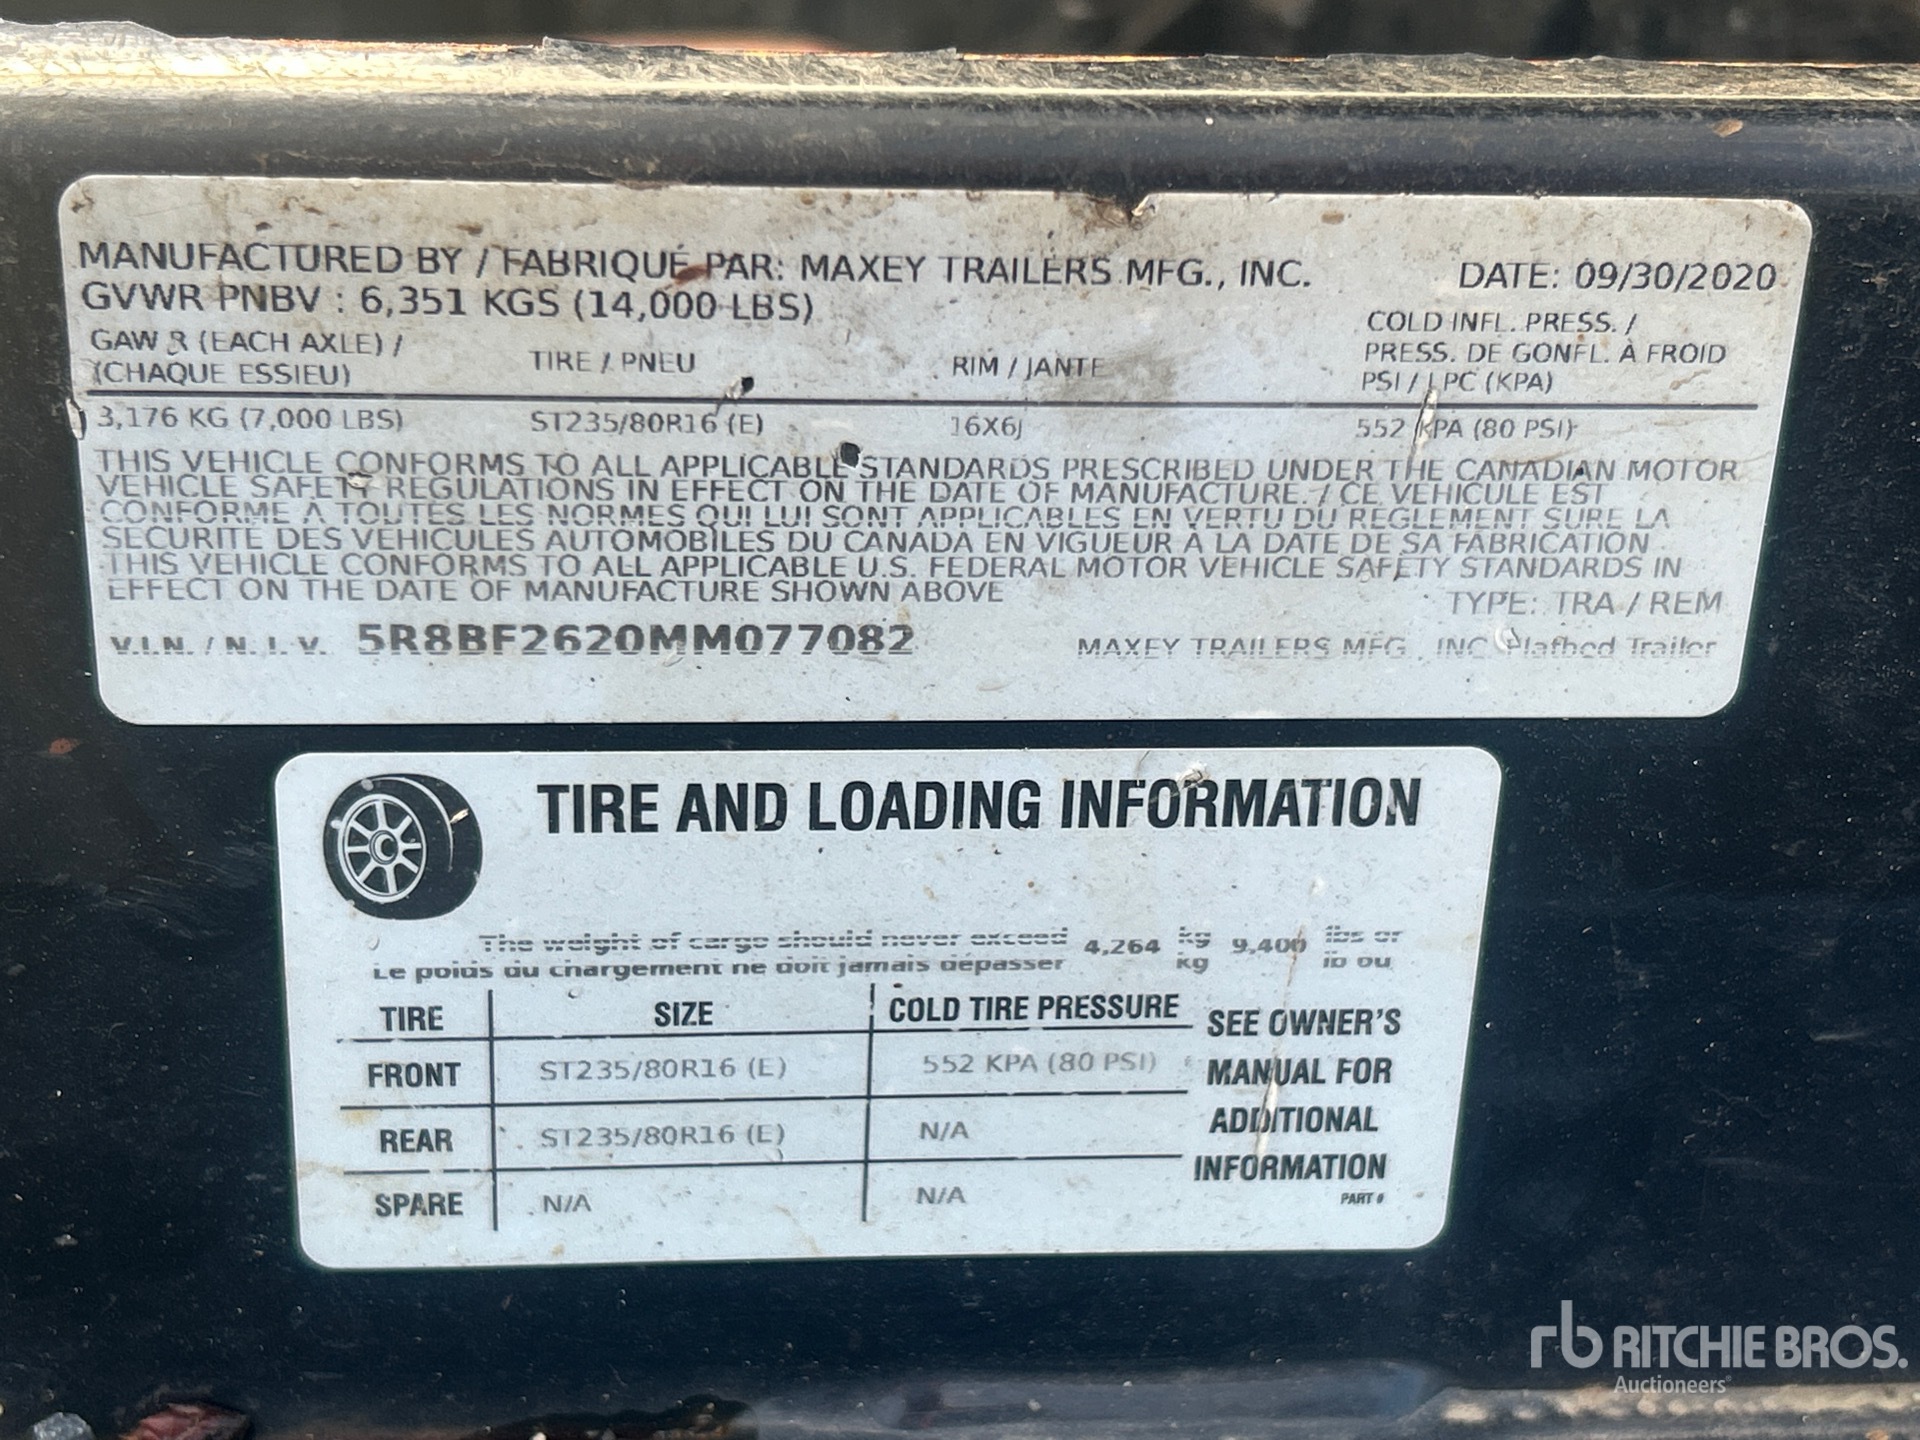 MANUFACTURED BY / FABRIQUÉ PAR: MAXEY TRAILERS MFG., INC. DATE: 09/30/2020
GVWR PNBV : 6,351 KGS (14,000 LBS)
GAWR (EACH AXLE) /
(CHAQUE ESSIEU)
TIRE / PNEU
RIM / JANTE
COLD INFL. PRESS. /
PRESS. DE GONFL. À FROID
PSI / LPC (KPA)
3,176 KG (7,000 LBS) ST235/80R16 (E) 16X6J 552 KPA (80 PSI)
THIS VEHICLE CONFORMS TO ALL APPLICABLE STANDARDS PRESCRIBED UNDER THE CANADIAN MOTOR
VEHICLE SAFETY REGULATIONS IN EFFECT ON THE DATE OF MANUFACTURE. / CE VEHICULE EST
CONFORME A TOUTES LES NORMES QUI LUI SONT APPLICABLES EN VERTU DU REGLEMENT SURE LA
SECURITE DES VEHICULES AUTOMOBILES DU CANADA EN VIGUEUR A LA DATE DE SA FABRICATION
THIS VEHICLE CONFORMS TO ALL APPLICABLE U.S. FEDERAL MOTOR VEHICLE SAFETY STANDARDS IN
EFFECT ON THE DATE OF MANUFACTURE SHOWN ABOVE
TYPE: TRA / REM
V.I.N. / N. I. V. 5R8BF2620MM077082 MAXEY TRAILERS MFG., INC. Flatbed Trailer
TIRE AND LOADING INFORMATION
The weight of cargo should never exceed 4,264 kg 9,400 lbs or
Le poids du chargement ne doit jamais dépasser kg lb ou
TIRE SIZE COLD TIRE PRESSURE
FRONT ST235/80R16 (E) 552 KPA (80 PSI)
REAR ST235/80R16 (E) N/A
SPARE N/A N/A
SEE OWNER'S
MANUAL FOR
ADDITIONAL
INFORMATION
PART #
rb RITCHIE BROS.
Auctioneers